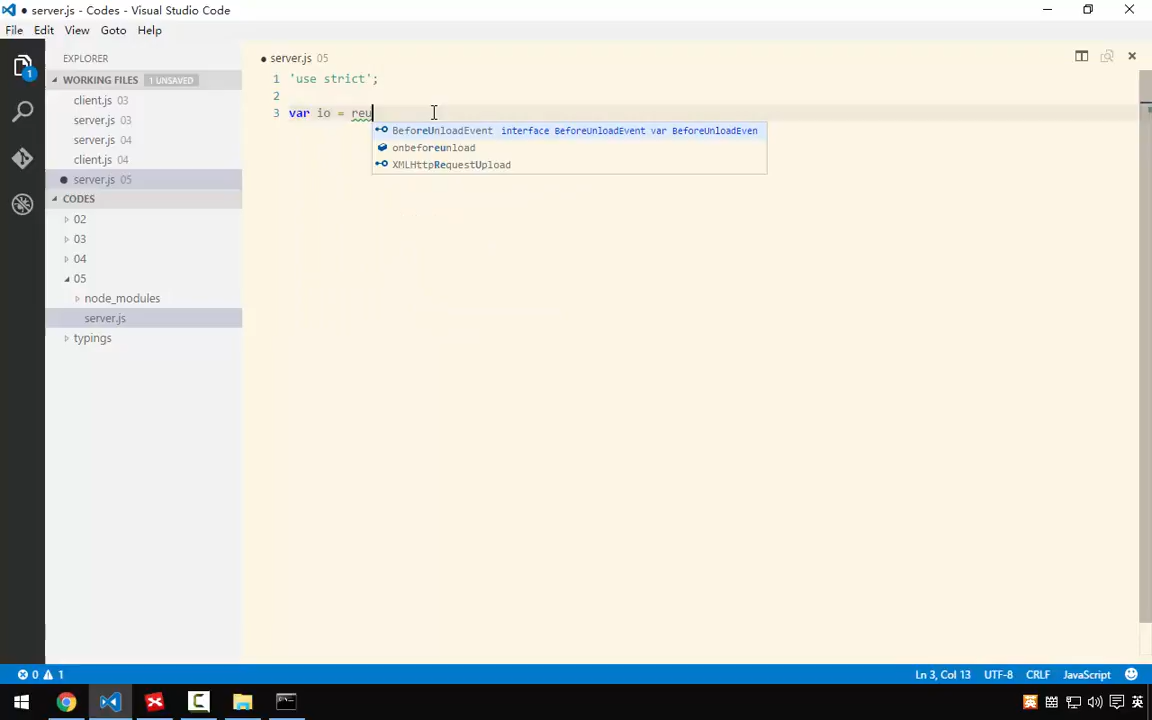 ● server.js - Codes - Visual Studio Code
File Edit View Goto Help
EXPLORER
WORKING FILES 1 UNSAVED
client.js 03
server.js 03
server.js 04
client.js 04
● server.js 05
CODES
02
03
04
05
node_modules
server.js
typings
1
● server.js 05
1 'use strict';
2
3 var io = reu
BeforeUnloadEvent interface BeforeUnloadEvent var BeforeUnloadEven
onbeforeunload
XMLHttpRequestUpload
0 1
Ln 3, Col 13 UTF-8 CRLF JavaScript
英